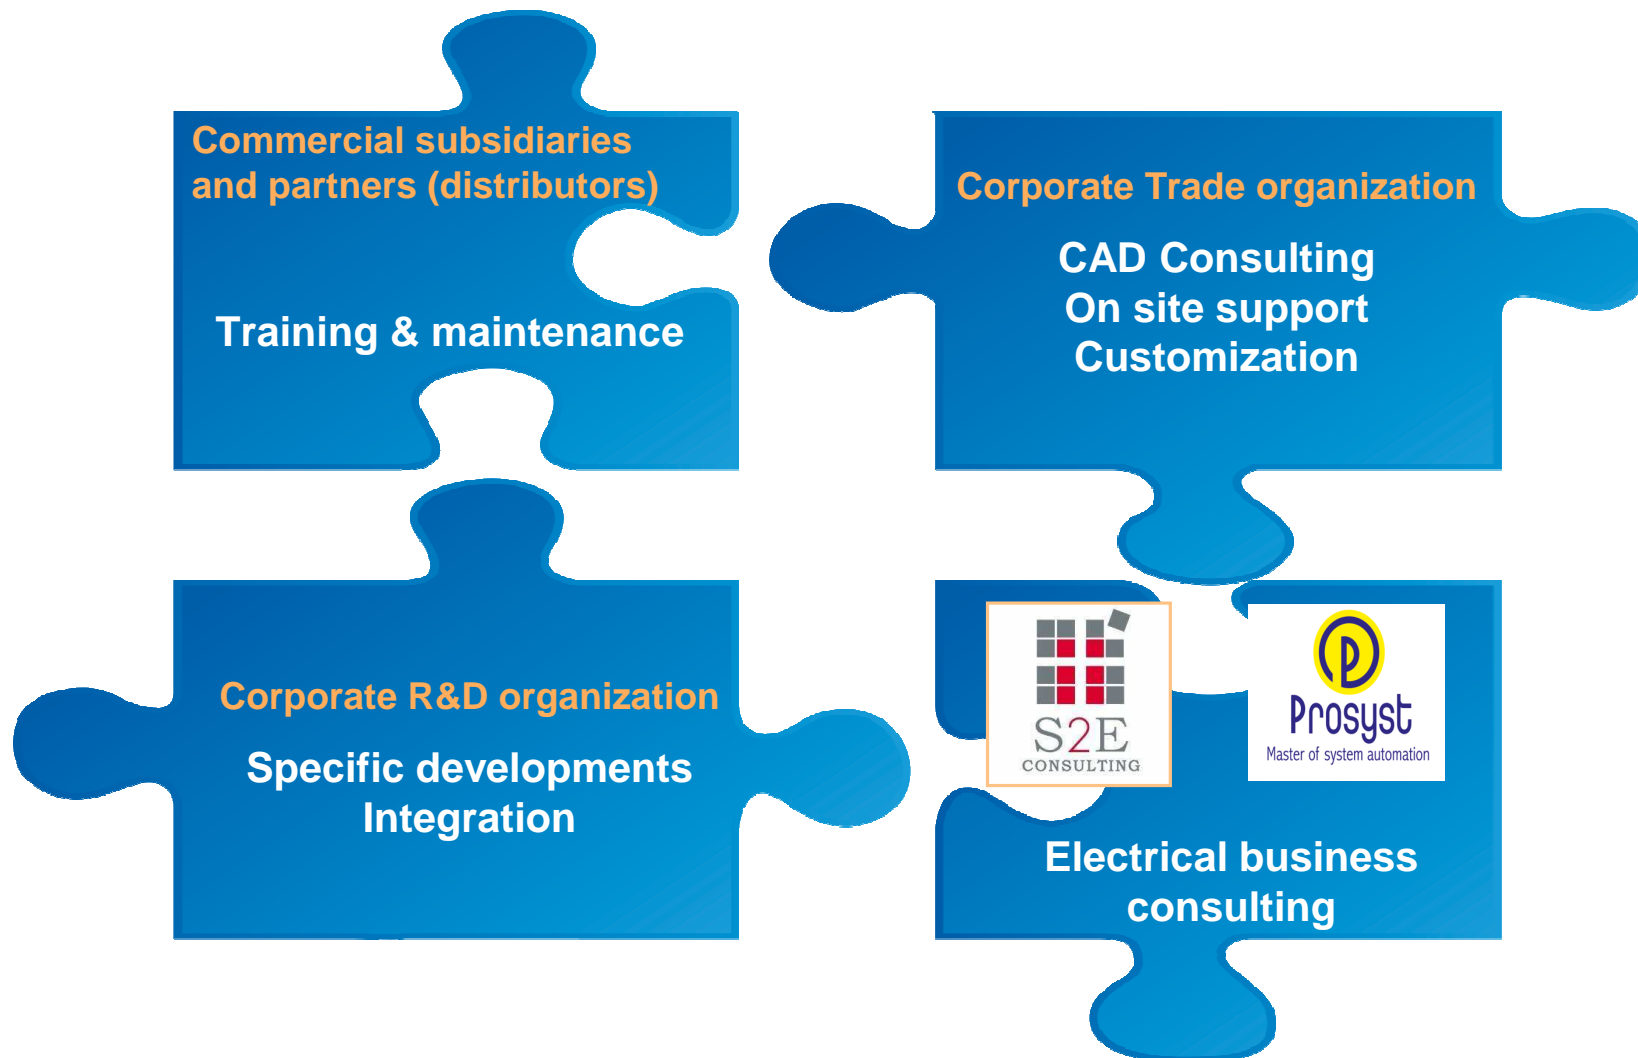 Commercial subsidiaries
and partners (distributors)
Training & maintenance
Corporate Trade organization
CAD Consulting
On site support
Customization
Corporate R&D organization
Specific developments
Integration
S2E
CONSULTING
P
Prosyst
Master of system automation
Electrical business
consulting